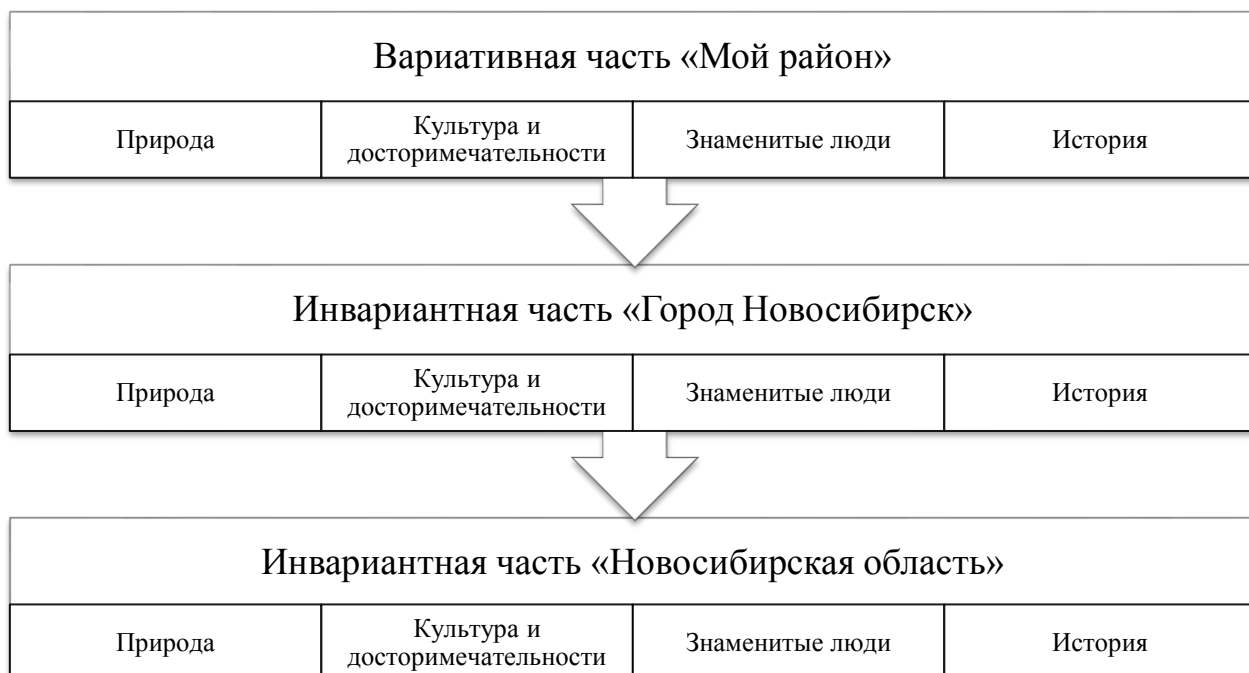 Вариативная часть «Мой район»
Природа
Культура и
досторимечательности
Знаменитые люди
История
Инвариантная часть «Город Новосибирск»
Природа
Культура и
досторимечательности
Знаменитые люди
История
Инвариантная часть «Новосибирская область»
Природа
Культура и
досторимечательности
Знаменитые люди
История